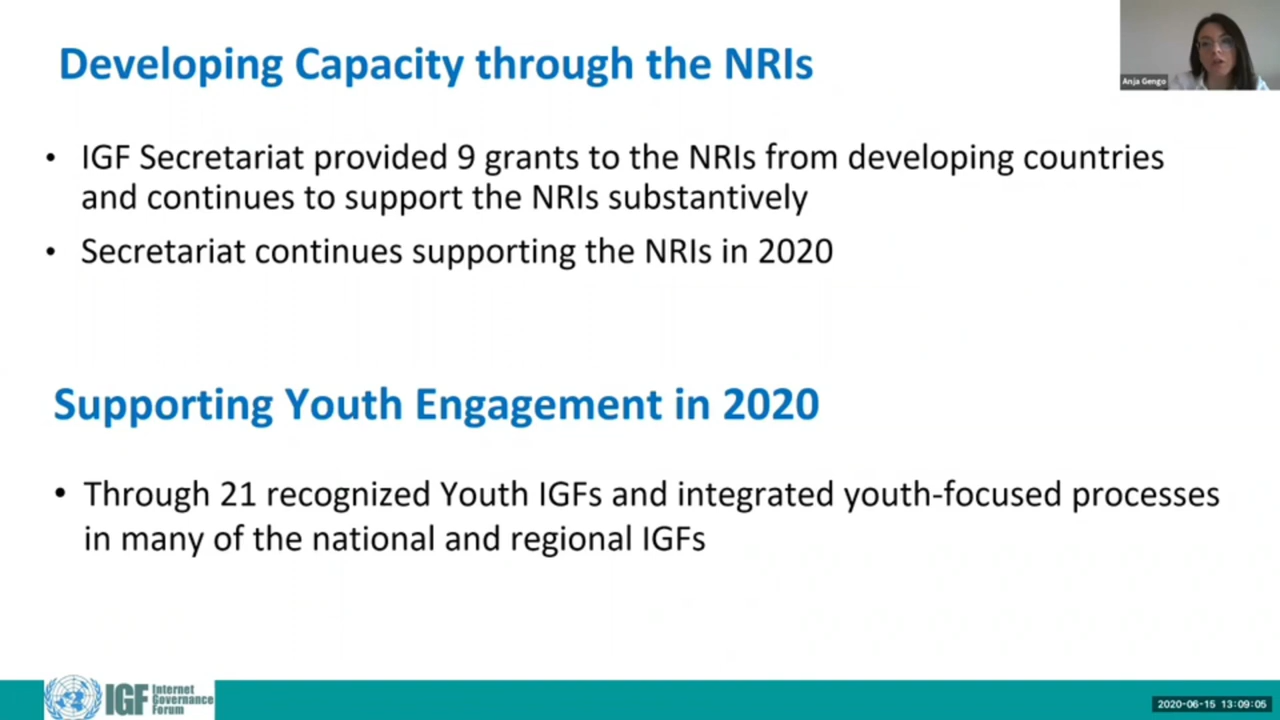 Developing Capacity through the NRIs
Anja Gengo
• IGF Secretariat provided 9 grants to the NRIs from developing countries
and continues to support the NRIs substantively
• Secretariat continues supporting the NRIs in 2020
Supporting Youth Engagement in 2020
• Through 21 recognized Youth IGFs and integrated youth-focused processes
in many of the national and regional IGFs
IGF Internet
Governance
Forum
2020-06-15 13:09:05